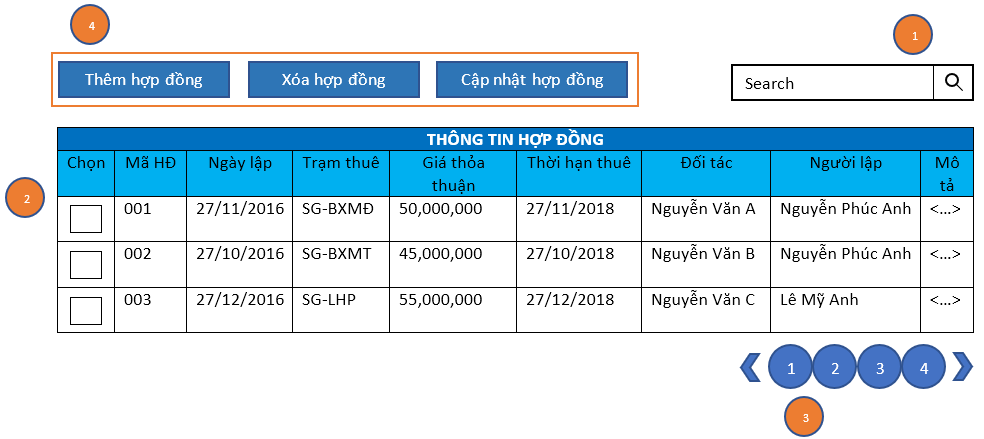 4
1
Thêm hợp đồng Xóa hợp đồng Cập nhật hợp đồng
Search
THÔNG TIN HỢP ĐỒNG
Chọn Mã HĐ Ngày lập Trạm thuê Giá thỏa thuận Thời hạn thuê Đối tác Người lập Mô tả
2
001 27/11/2016 SG-BXMĐ 50,000,000 27/11/2018 Nguyễn Văn A Nguyễn Phúc Anh <...>
002 27/10/2016 SG-BXMT 45,000,000 27/10/2018 Nguyễn Văn B Nguyễn Phúc Anh <...>
003 27/12/2016 SG-LHP 55,000,000 27/12/2018 Nguyễn Văn C Lê Mỹ Anh <...>
1 2 3 4
3